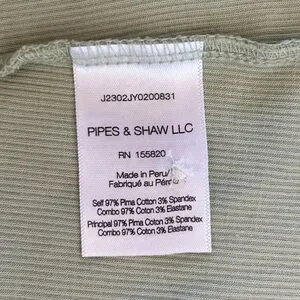 J2302JY0200831
PIPES & SHAW LLC
RN 155820
Made in Peru/
Fabriqué au Pérou
Self 97% Pima Cotton 3% Spandex
Combo 97% Coton 3% Elastane
Principal 97% Pima Cotton 3% Spandex
Combo 97% Coton 3% Elastane